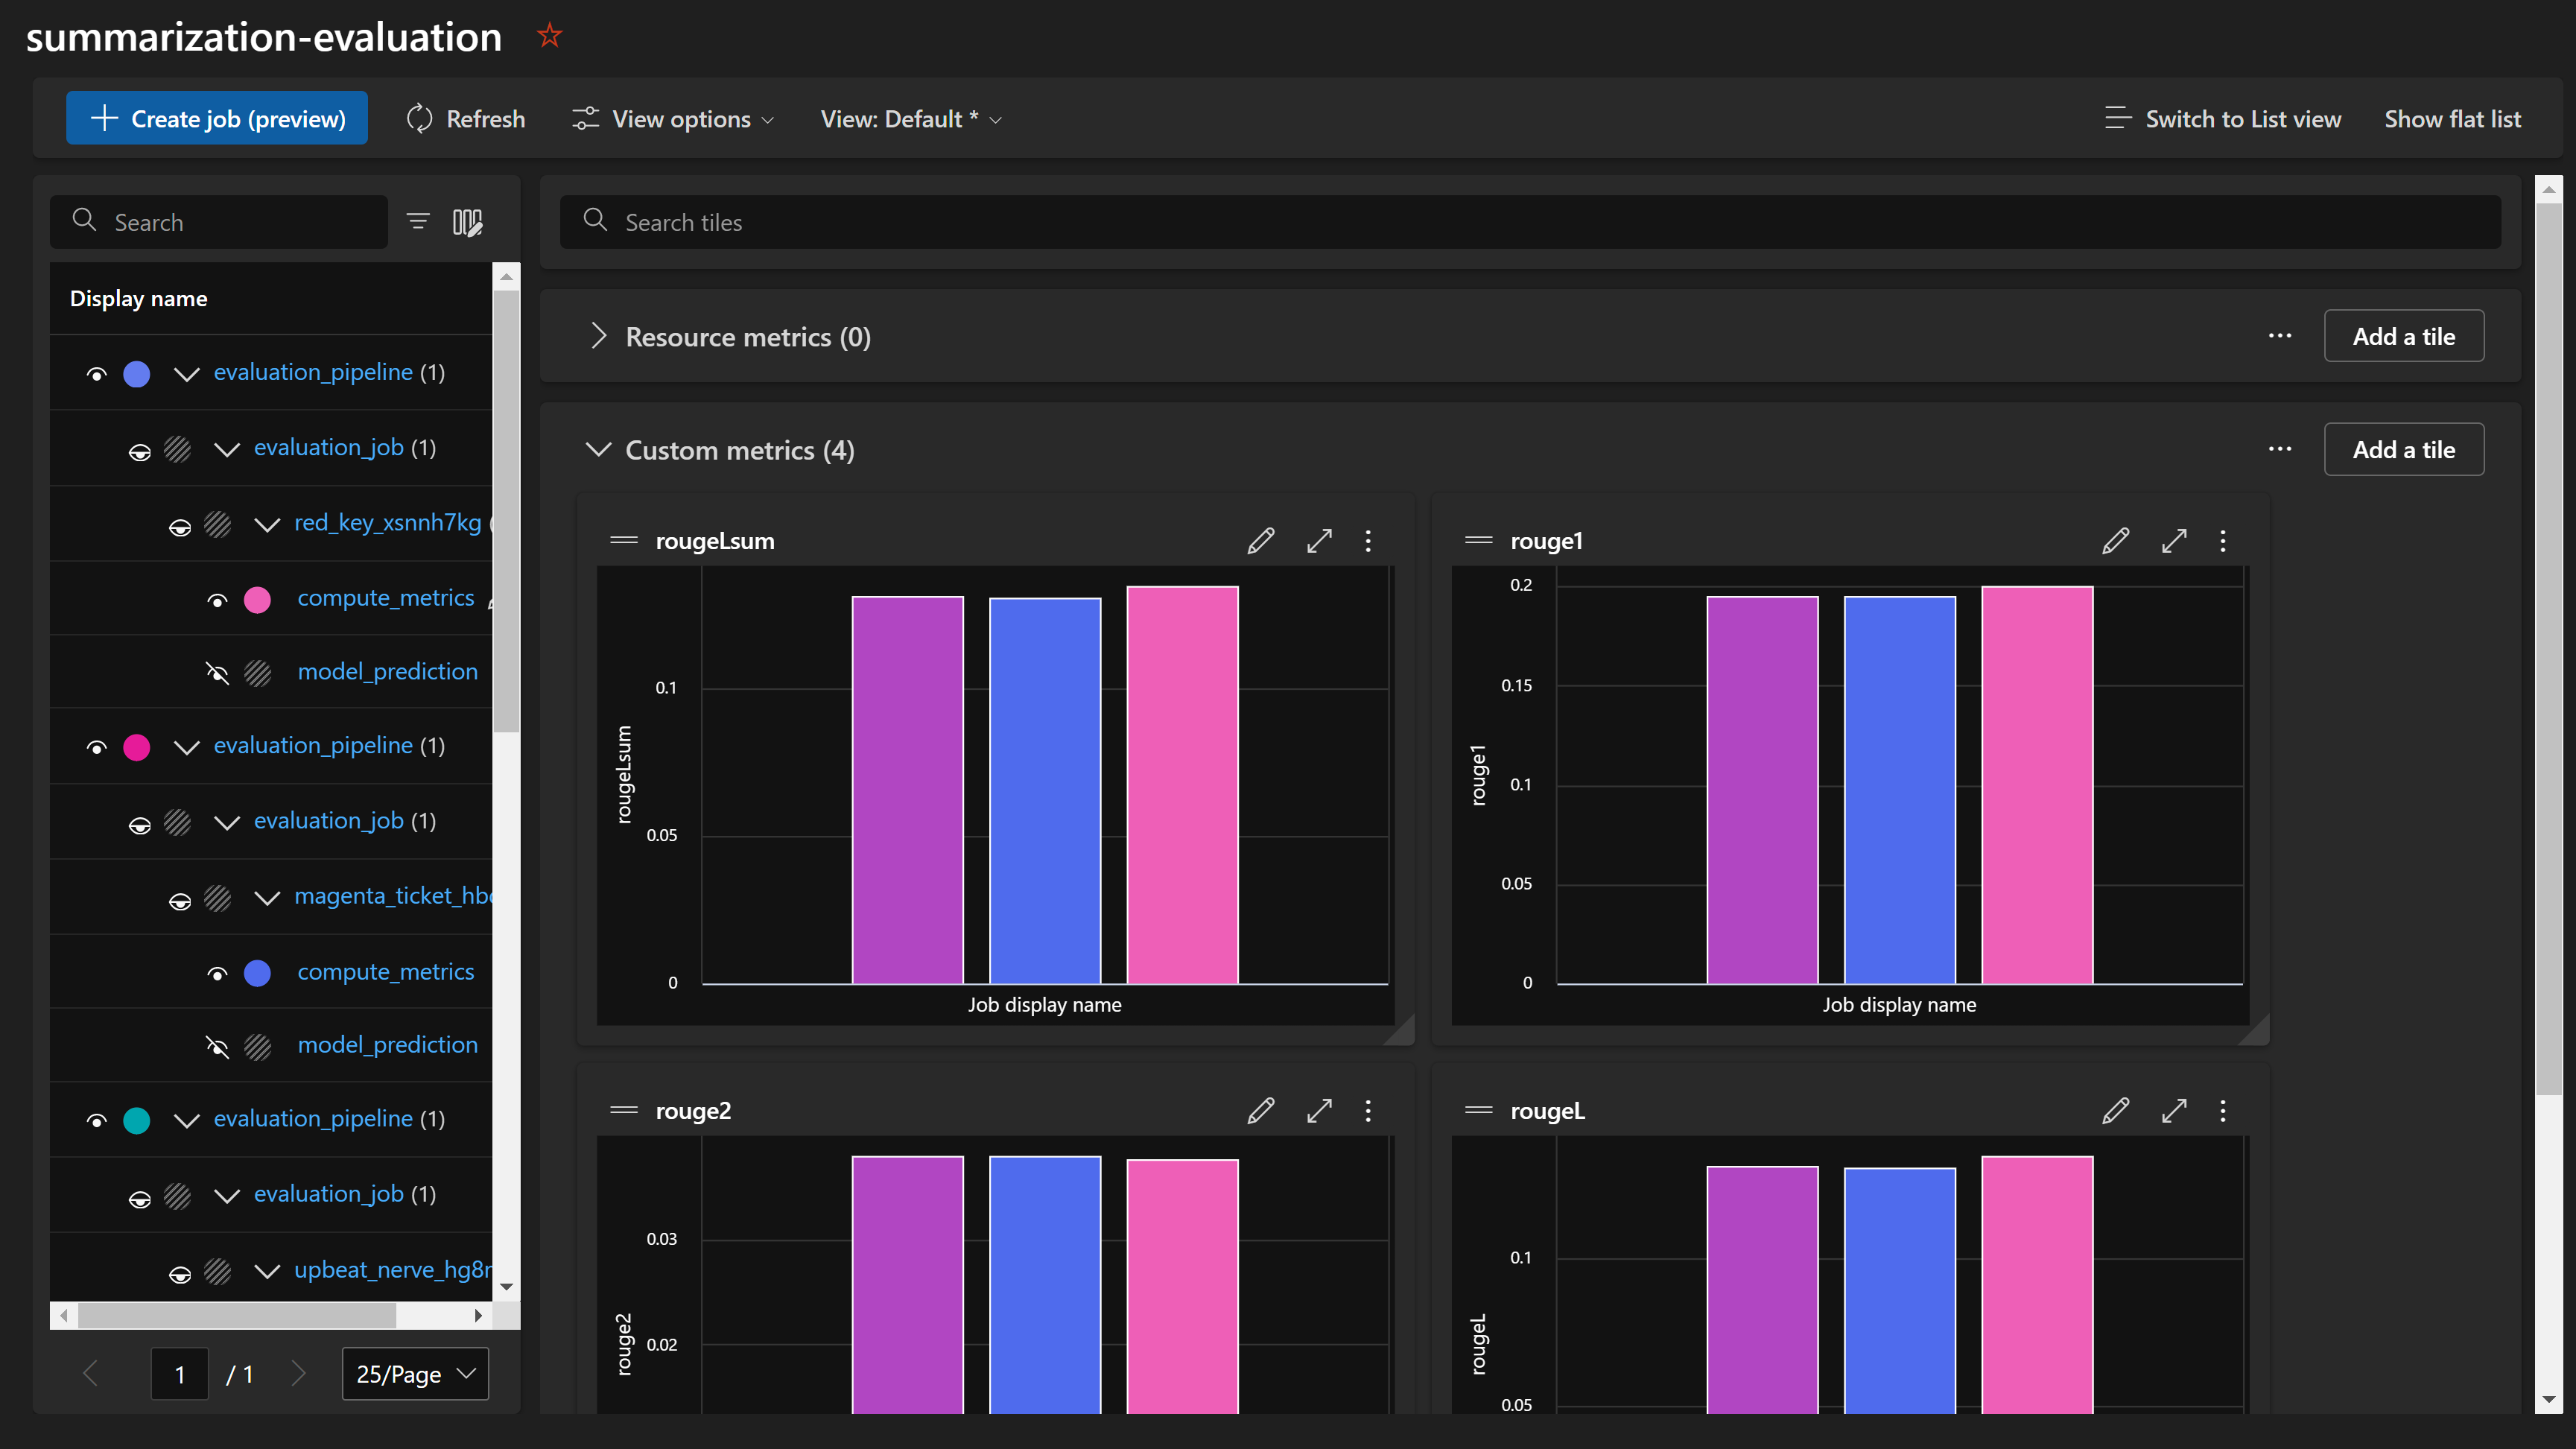 summarization-evaluation
Create job (preview)
Refresh
View options
View: Default *
Switch to List view
Show flat list
Search
Display name
evaluation_pipeline (1)
evaluation_job (1)
red_key_xsnnh7kg
compute_metrics
model_prediction
evaluation_pipeline (1)
evaluation_job (1)
magenta_ticket_hb
compute_metrics
model_prediction
evaluation_pipeline (1)
evaluation_job (1)
upbeat_nerve_hg8
1 / 1
25/Page
Search tiles
Resource metrics (0)
Add a tile
Custom metrics (4)
Add a tile
rougeLsum
0.1
0.05
0
rougeLsum
Job display name
rouge1
0.2
0.15
0.1
0.05
0
rouge1
Job display name
rouge2
0.03
0.02
rouge2
rougeL
0.1
0.05
rougeL